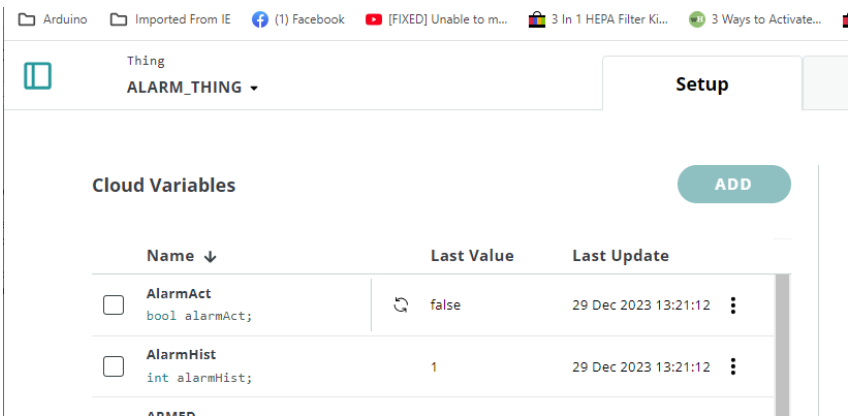 Arduino Imported From IE (1) Facebook [FIXED] Unable to m... 3 In 1 HEPA Filter Ki... 3 Ways to Activate...
Thing
ALARM_THING
Setup
Cloud Variables
ADD
Name Last Value Last Update
AlarmAct
bool alarmAct;
false
29 Dec 2023 13:21:12
AlarmHist
int alarmHist;
1
29 Dec 2023 13:21:12
ARMED